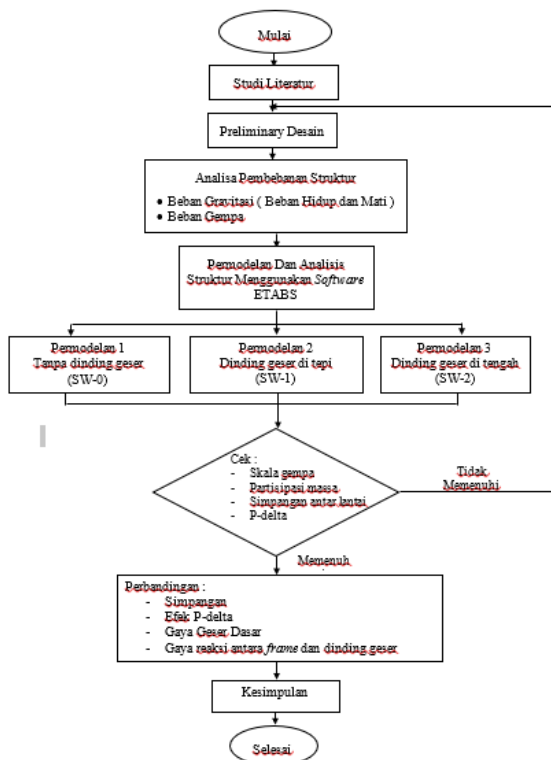 Mulai
Studi Literatur
Preliminary Desain
Analisa Pembebanan Struktur
• Beban Gravitasi ( Beban Hidup dan Mati )
• Beban Gempa
Permodelan Dan Analisis
Struktur Menggunakan Software
ETABS
Permodelan 1
Tanpa dinding geser
(SW-0)
Permodelan 2
Dinding geser di tepi
(SW-1)
Permodelan 3
Dinding geser di tengah
(SW-2)
Cek :
- Skala gempa
- Partisipasi massa
- Simpangan antar lantai
- P-delta
Tidak
Memenuhi
Memenuh
Perbandingan :
- Simpangan
- Efek P-delta
- Gaya Geser Dasar
- Gaya reaksi antara frame dan dinding geser
Kesimpulan
Selesai